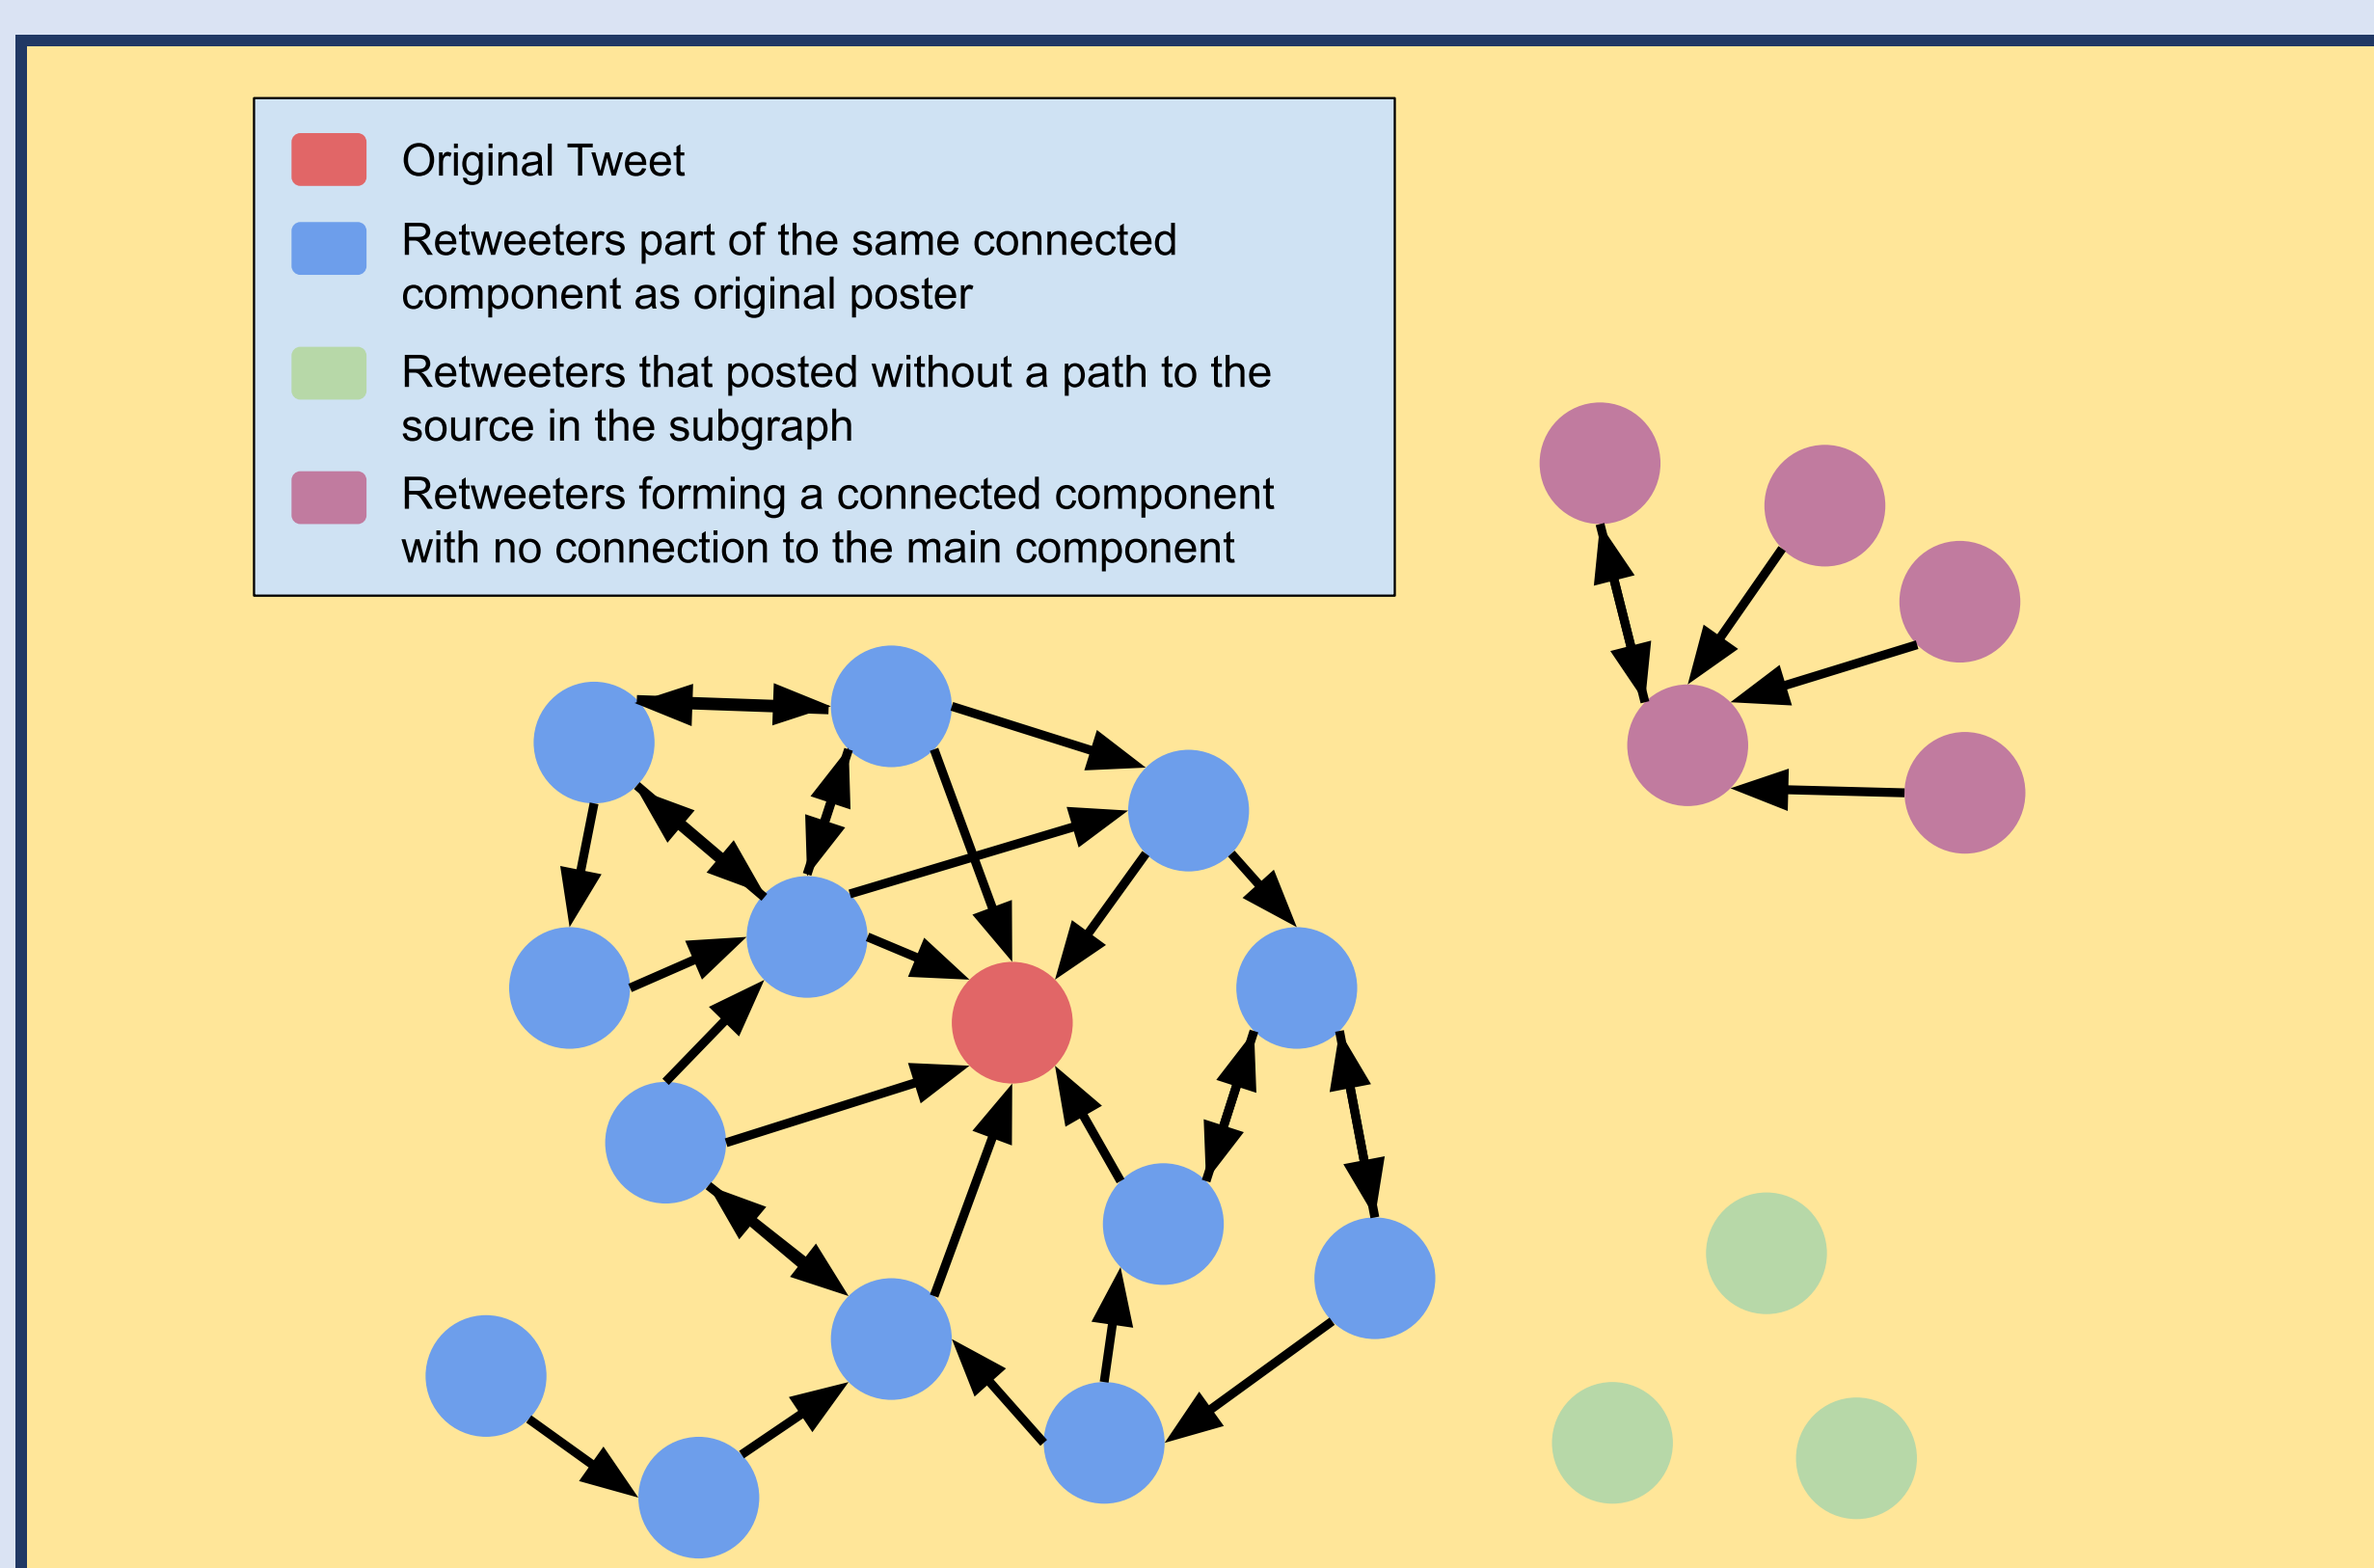 Original Tweet
Retweeters part of the same connected
component as original poster
Retweeters that posted without a path to the
source in the subgraph
Retweeters forming a connected component
with no connection to the main component